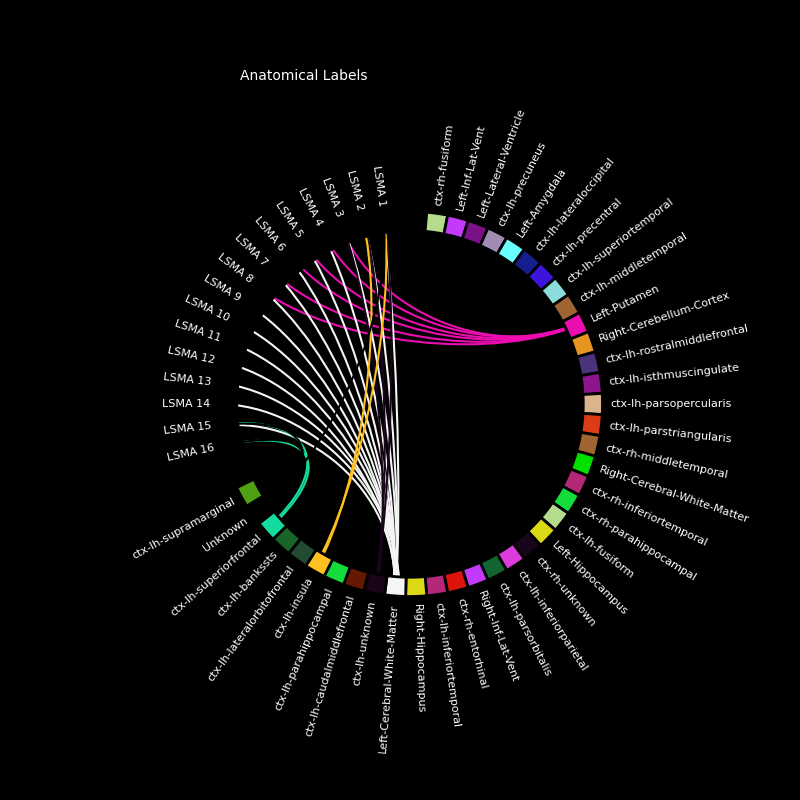 Anatomical Labels
LSMA 1
LSMA 2
LSMA 3
LSMA 4
LSMA 5
LSMA 6
LSMA 7
LSMA 8
LSMA 9
LSMA 10
LSMA 11
LSMA 12
LSMA 13
LSMA 14
LSMA 15
LSMA 16
ctx-rh-fusiform
Left-Inf-Lat-Vent
Left-Lateral-Ventricle
ctx-lh-precuneus
Left-Amygdala
ctx-lh-lateraloccipital
ctx-lh-precentral
ctx-lh-superiortemporal
ctx-lh-middletemporal
Left-Putamen
Right-Cerebellum-Cortex
ctx-lh-rostralmiddlefrontal
ctx-lh-isthmuscingulate
ctx-lh-parsopercularis
ctx-lh-parstriangularis
ctx-rh-middletemporal
Right-Cerebral-White-Matter
ctx-rh-inferiortemporal
ctx-rh-parahippocampal
ctx-lh-fusiform
Left-Hippocampus
ctx-rh-unknown
ctx-lh-inferiorparietal
ctx-lh-parsorbitalis
Right-Inf-Lat-Vent
ctx-rh-entorhinal
ctx-lh-inferiortemporal
Right-Hippocampus
Left-Cerebral-White-Matter
ctx-lh-unknown
ctx-lh-caudalmiddlefrontal
ctx-lh-parahippocampal
ctx-lh-insula
ctx-lh-lateralorbitofrontal
ctx-lh-bankssts
ctx-lh-superiorfrontal
Unknown
ctx-lh-supramarginal